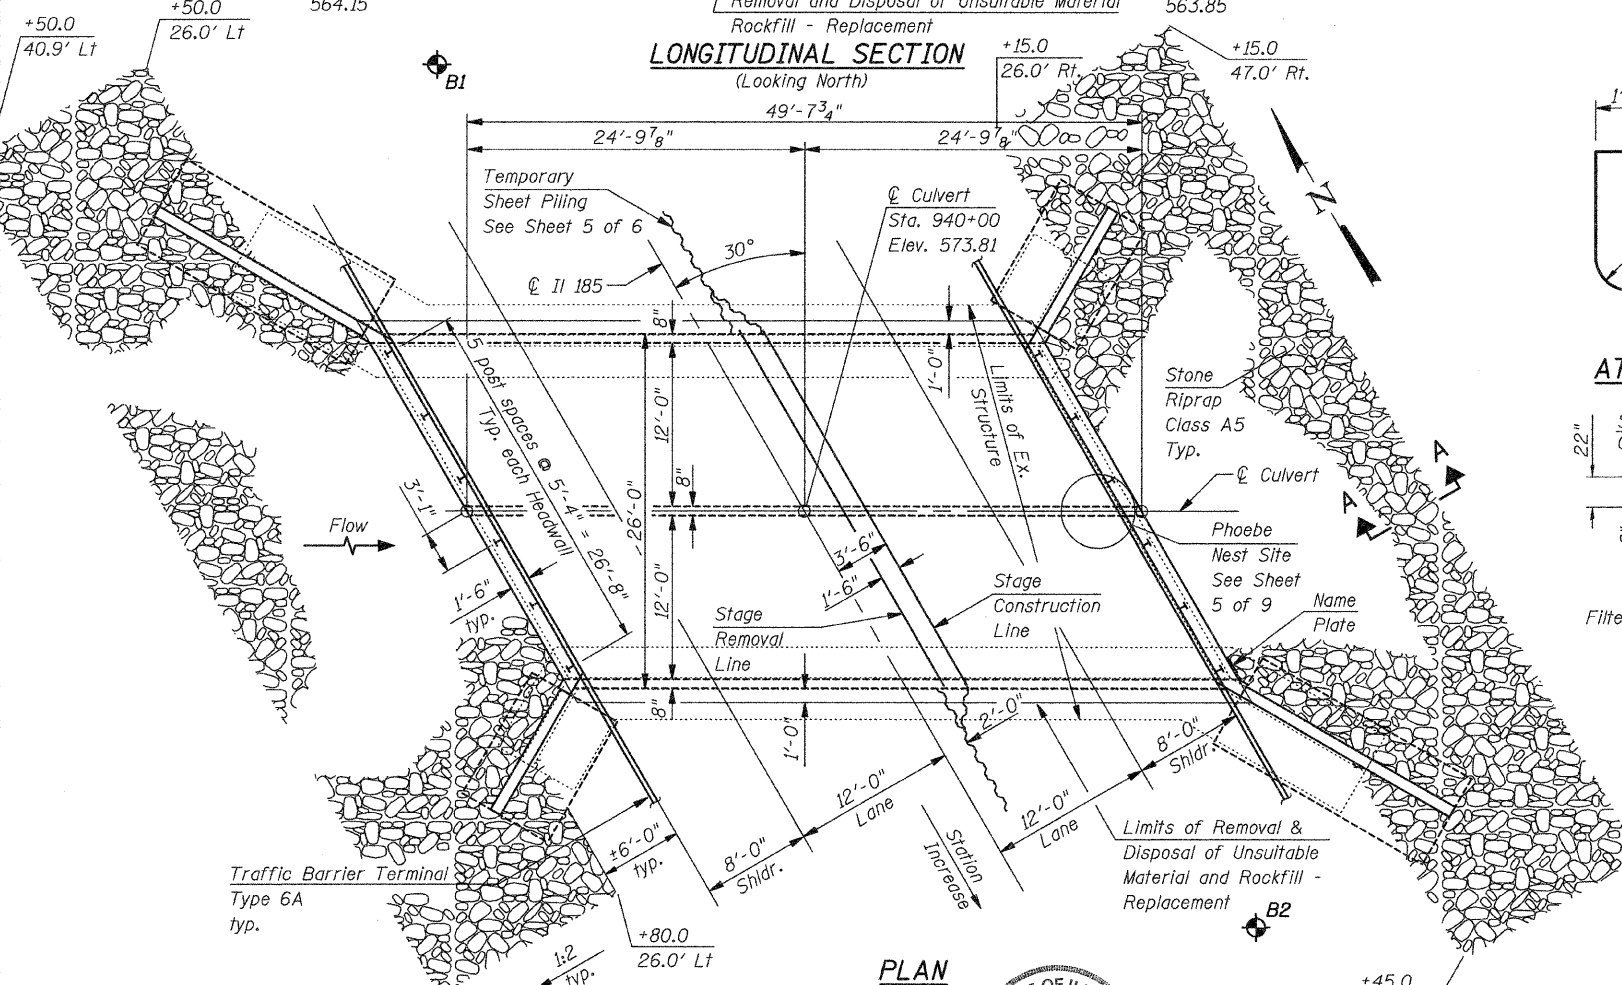 +50.0
40.9' Lt
+50.0
26.0' Lt
564.15
Removal and Disposal of Unsuitable Material
Rockfill - Replacement
563.85
LONGITUDINAL SECTION
(Looking North)
B1
+15.0
26.0' Rt.
+15.0
47.0' Rt.
49'-7¾"
24'-9⅞"
24'-9⅞"
Temporary
Sheet Piling
See Sheet 5 of 6
℄ Culvert
Sta. 940+00
Elev. 573.81
30°
N
℄ Il 185
8"
1'-0"
5 post spaces @ 5'-4" = 26'-8"
Typ. each Headwall
12'-0"
Limits of Ex.
Structure
Stone
Riprap
Class A5
Typ.
22"
A
A
℄ Culvert
3'-1"
8"
26'-0"
Flow
Phoebe
Nest Site
See Sheet
5 of 9
3'-6"
1'-6"
1'-6"
typ.
12'-0"
Stage
Removal
Line
Stage
Construction
Line
Name
Plate
Filte
8"
1'-0"
2'-0"
8'-0"
Shldr.
12'-0"
Lane
12'-0"
Lane
±6'-0"
typ.
8'-0"
Shldr.
Station
Increase
Limits of Removal &
Disposal of Unsuitable
Material and Rockfill -
Replacement
Traffic Barrier Terminal
Type 6A
typ.
B2
+80.0
26.0' Lt
1:2
typ.
PLAN
+45.0